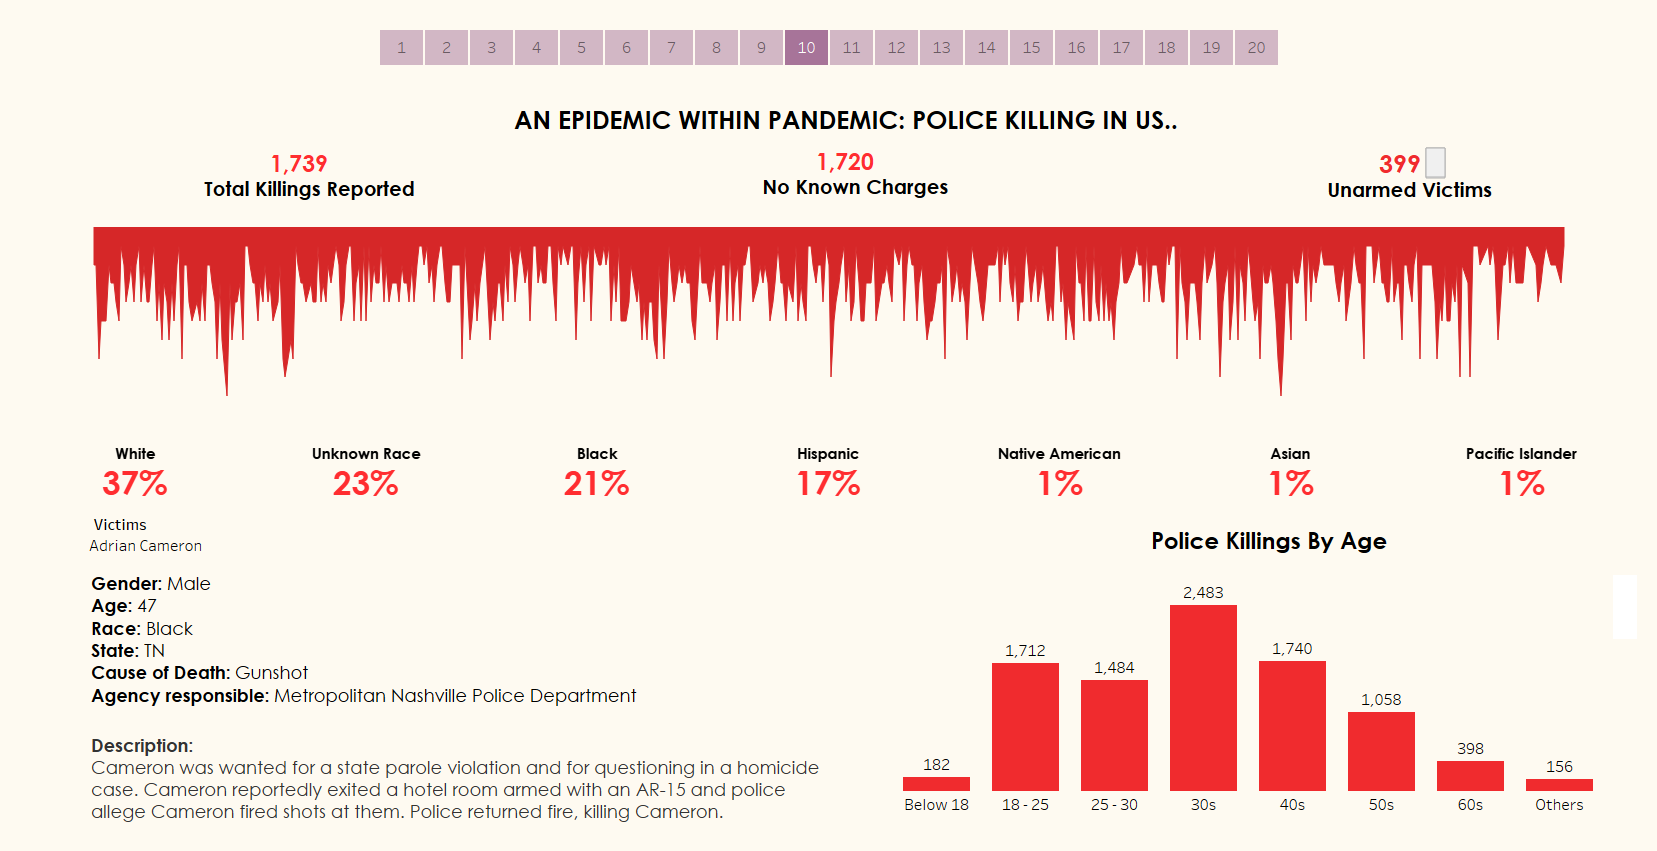 1 2 3 4 5 6 7 8 9 10 11 12 13 14 15 16 17 18 19 20
AN EPIDEMIC WITHIN PANDEMIC: POLICE KILLING IN US..
1,739 1,720 399
Total Killings Reported No Known Charges Unarmed Victims
White Unknown Race Black Hispanic Native American Asian Pacific Islander
37% 23% 21% 17% 1% 1% 1%
Victims
Adrian Cameron
Gender: Male
Age: 47
Race: Black
State: TN
Cause of Death: Gunshot
Agency responsible: Metropolitan Nashville Police Department
Description:
Cameron was wanted for a state parole violation and for questioning in a homicide
case. Cameron reportedly exited a hotel room armed with an AR-15 and police
allege Cameron fired shots at them. Police returned fire, killing Cameron.
Police Killings By Age
182 1,712 1,484 2,483 1,740 1,058 398 156
Below 18 18 - 25 25 - 30 30s 40s 50s 60s Others